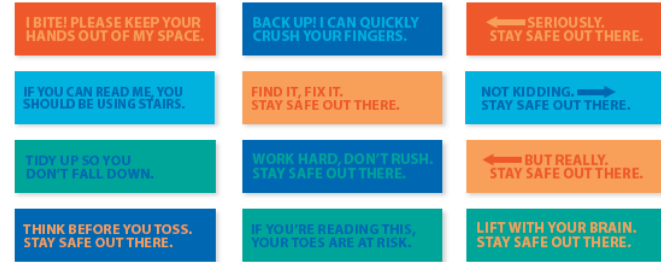 I BITE! PLEASE KEEP YOUR
HANDS OUT OF MY SPACE.
BACK UP! I CAN QUICKLY
CRUSH YOUR FINGERS.
SERIOUSLY.
STAY SAFE OUT THERE.
IF YOU CAN READ ME, YOU
SHOULD BE USING STAIRS.
FIND IT, FIX IT.
STAY SAFE OUT THERE.
NOT KIDDING.
STAY SAFE OUT THERE.
TIDY UP SO YOU
DON'T FALL DOWN.
WORK HARD, DON'T RUSH.
STAY SAFE OUT THERE.
BUT REALLY.
STAY SAFE OUT THERE.
THINK BEFORE YOU TOSS.
STAY SAFE OUT THERE.
IF YOU'RE READING THIS,
YOUR TOES ARE AT RISK.
LIFT WITH YOUR BRAIN.
STAY SAFE OUT THERE.